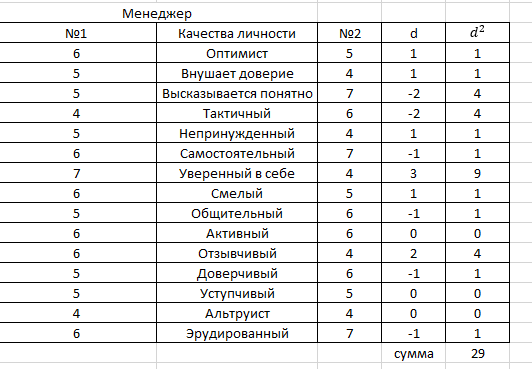 Менеджер
№1 Качества личности №2 d d²
6 Оптимист 5 1 1
5 Внушает доверие 4 1 1
5 Высказывается понятно 7 -2 4
4 Тактичный 6 -2 4
5 Непринужденный 4 1 1
6 Самостоятельный 7 -1 1
7 Уверенный в себе 4 3 9
6 Смелый 5 1 1
5 Общительный 6 -1 1
6 Активный 6 0 0
6 Отзывчивый 4 2 4
5 Доверчивый 6 -1 1
5 Уступчивый 5 0 0
4 Альтруист 4 0 0
6 Эрудированный 7 -1 1
сумма 29